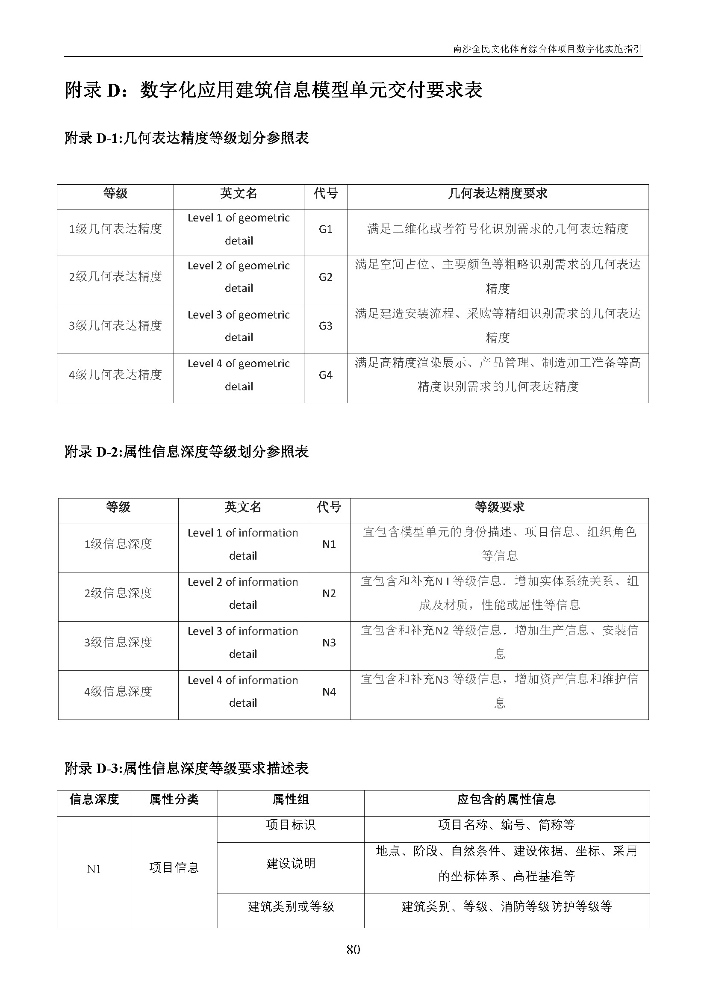 南沙全民文化体育综合体项目数字化实施指引
附录 D：数字化应用建筑信息模型单元交付要求表
附录 D-1:几何表达精度等级划分参照表
等级 英文名 代号 几何表达精度要求
1级几何表达精度 Level 1 of geometric detail G1 满足二维化或者符号化识别需求的几何表达精度
2级几何表达精度 Level 2 of geometric detail G2 满足空间占位、主要颜色等粗略识别需求的几何表达
精度
3级几何表达精度 Level 3 of geometric detail G3 满足建造安装流程、采购等精细识别需求的几何表达
精度
4级几何表达精度 Level 4 of geometric detail G4 满足高精度渲染展示、产品管理、制造加工准备等高
精度识别需求的几何表达精度
附录 D-2:属性信息深度等级划分参照表
等级 英文名 代号 等级要求
1级信息深度 Level 1 of information detail N1 宜包含模型单元的身份描述、项目信息、组织角色
等信息
2级信息深度 Level 2 of information detail N2 宜包含和补充N I 等级信息．增加实体系统关系、组
成及材质，性能或屈性等信息
3级信息深度 Level 3 of information detail N3 宜包含和补充N2 等级信息．增加生产信息、安装信
息
4级信息深度 Level 4 of information detail N4 宜包含和补充N3 等级信息，增加资产信息和维护信
息
附录 D-3:属性信息深度等级要求描述表
信息深度 属性分类 属性组 应包含的属性信息
N1 项目信息 项目标识 项目名称、编号、简称等
建设说明 地点、阶段、自然条件、建设依据、坐标、采用
的坐标体系、高程基准等
建筑类别或等级 建筑类别、等级、消防等级防护等级等
80